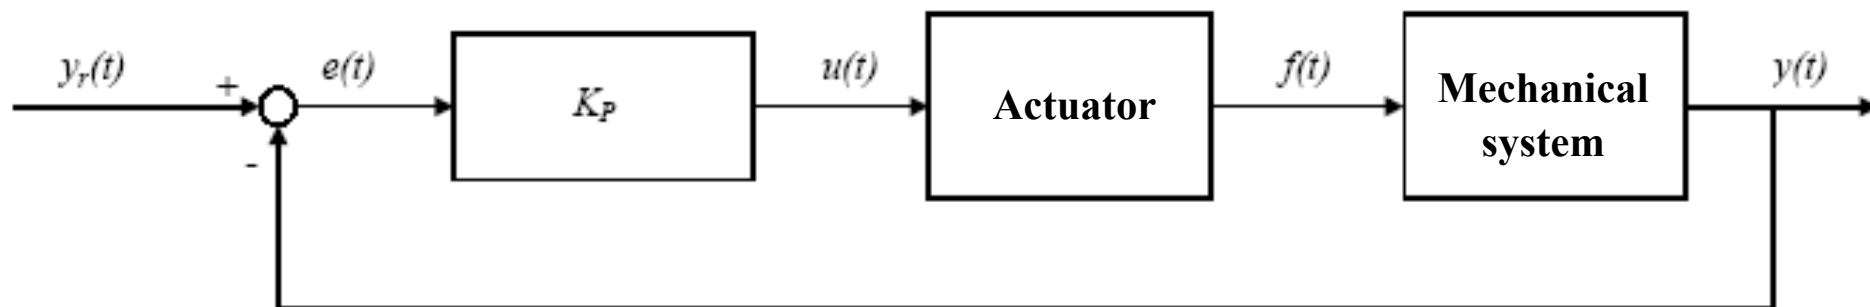 yr(t)
+
e(t)
KP
u(t)
Actuator
f(t)
Mechanical
system
y(t)
-